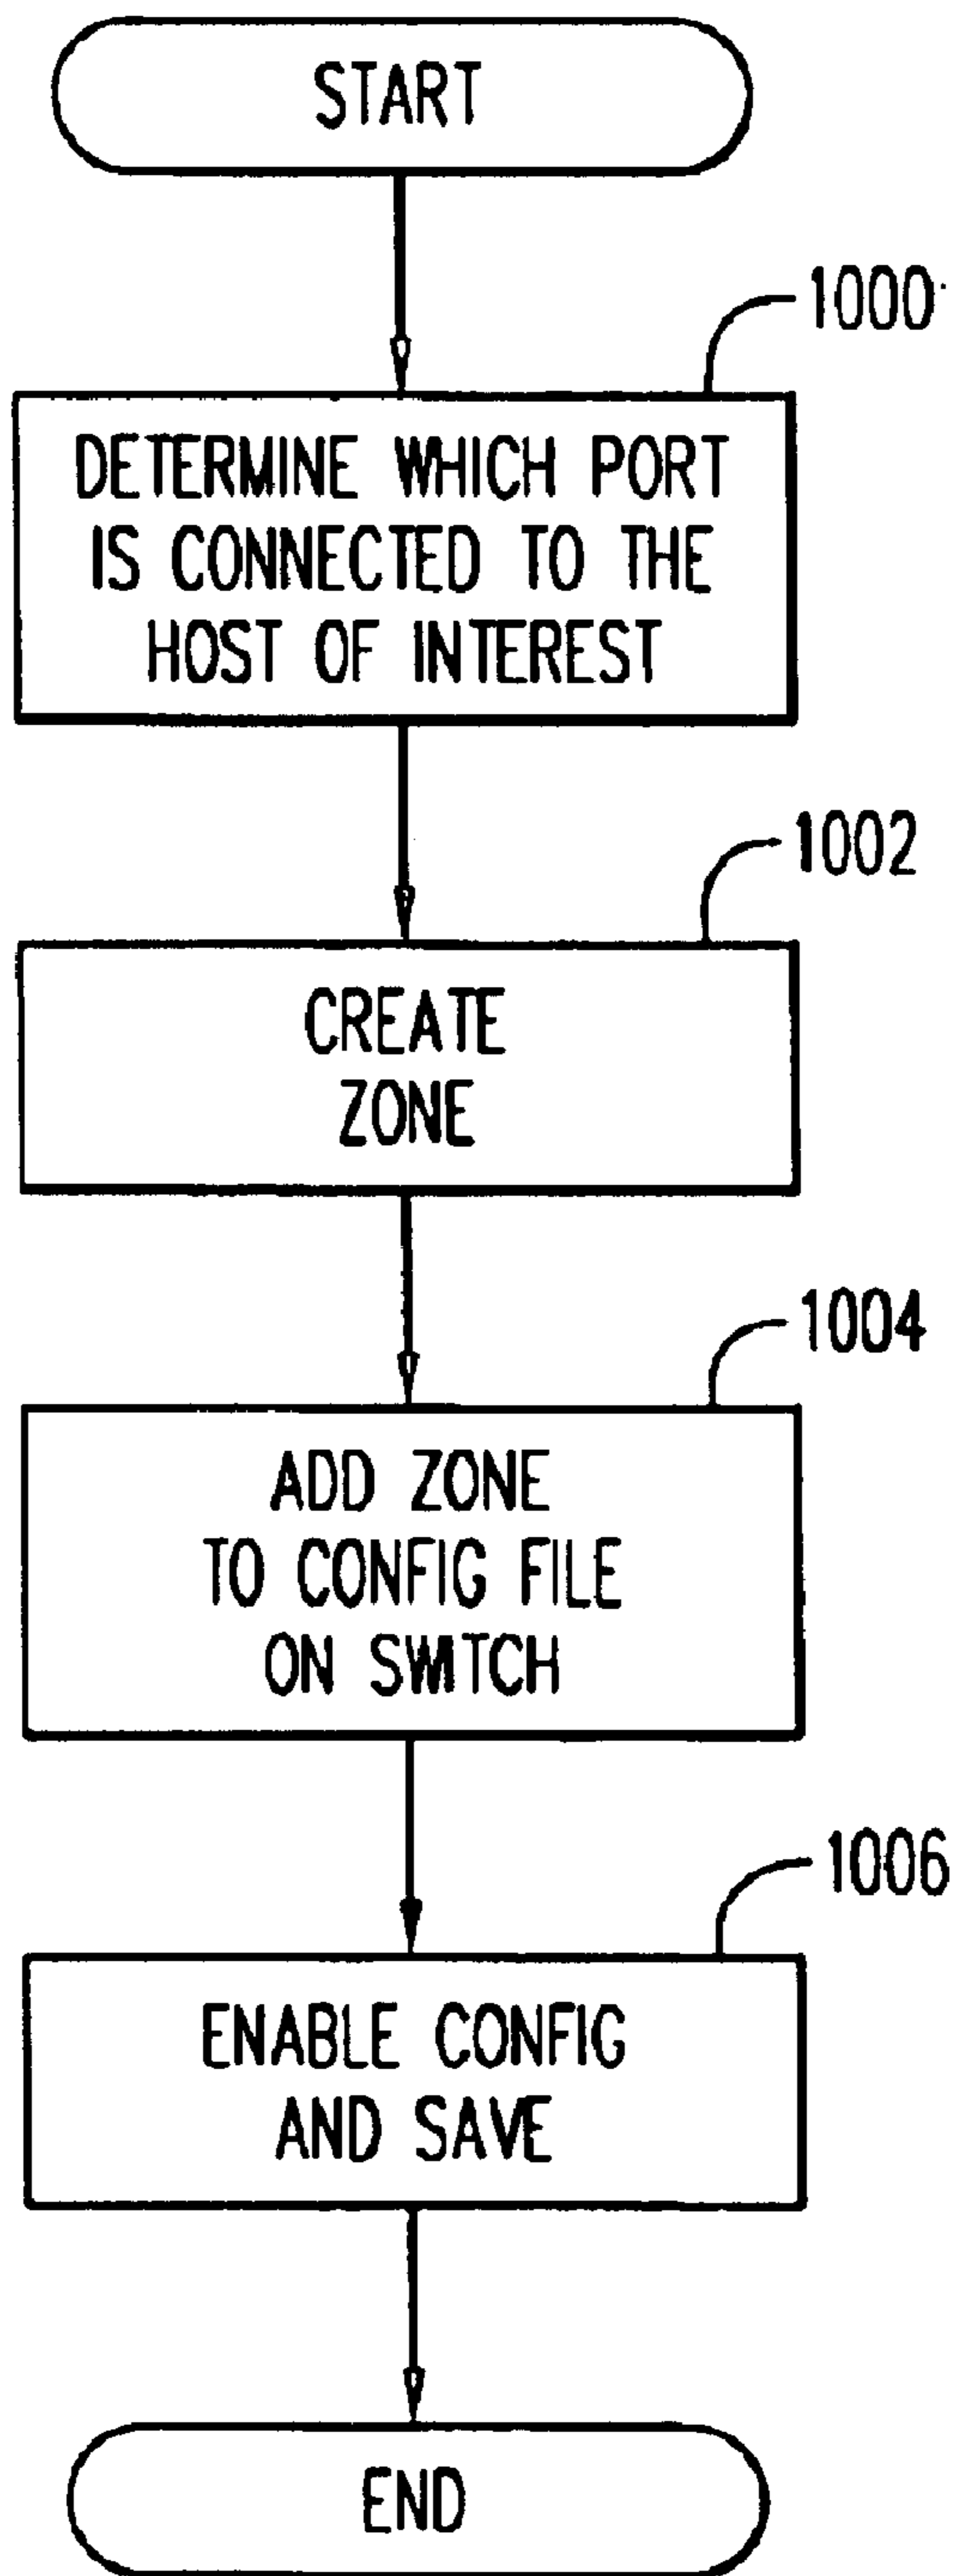 START
1000
DETERMINE WHICH PORT
IS CONNECTED TO THE
HOST OF INTEREST
1002
CREATE
ZONE
1004
ADD ZONE
TO CONFIG FILE
ON SWITCH
1006
ENABLE CONFIG
AND SAVE
END